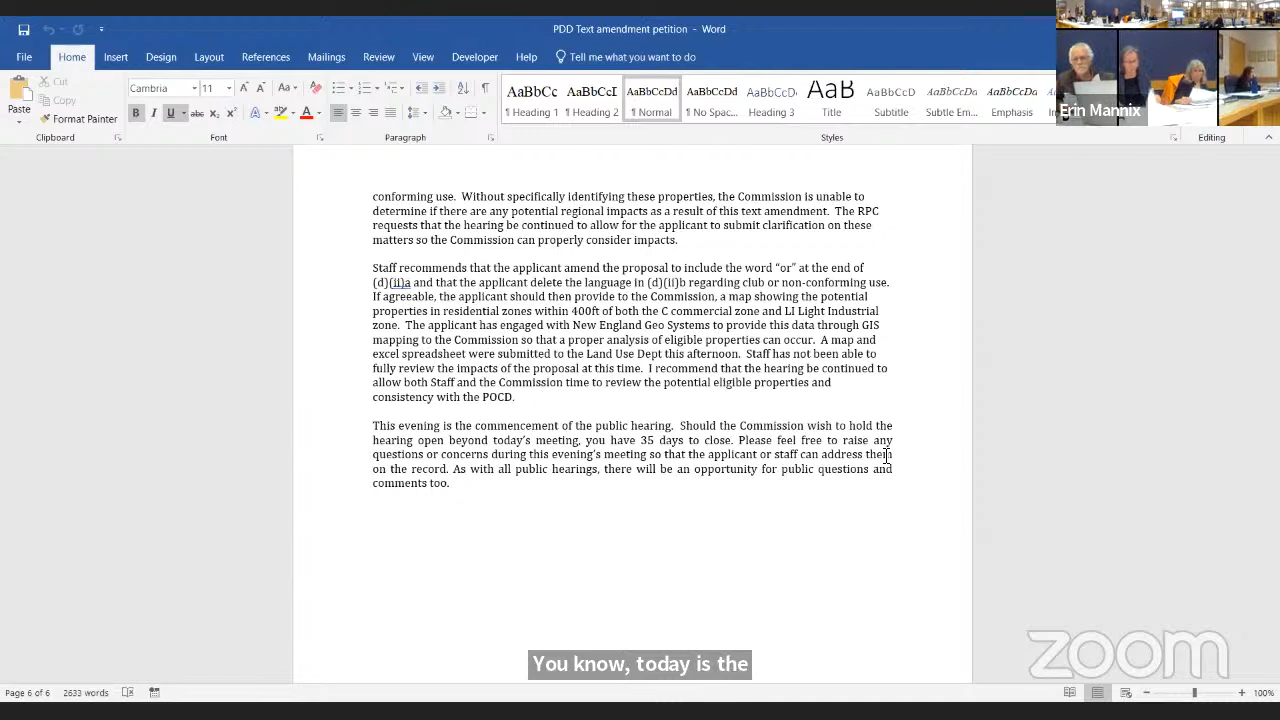 PDD Text amendment petition - Word
File Home Insert Design Layout References Mailings Review View Developer Help Tell me what you want to do
Erin Mannix
Paste
Cut
Copy
Format Painter
Cambria 11
B I U abc x₂ x²
AaBbCc AaBbCcI AaBbCcDd AaBbCcDd AaBbCcDc AaB AaBbCcD AaBbCcDd AaBbCcDd
Heading 1 Heading 2 ¶ Normal ¶ No Spac... Heading 3 Title Subtitle Subtle Em... Emphasis
Clipboard Font Paragraph Styles Editing
conforming use. Without specifically identifying these properties, the Commission is unable to
determine if there are any potential regional impacts as a result of this text amendment. The RPC
requests that the hearing be continued to allow for the applicant to submit clarification on these
matters so the Commission can properly consider impacts.
Staff recommends that the applicant amend the proposal to include the word “or” at the end of
(d)(ii)a and that the applicant delete the language in (d)(ii)b regarding club or non-conforming use.
If agreeable, the applicant should then provide to the Commission, a map showing the potential
properties in residential zones within 400ft of both the C commercial zone and LI Light Industrial
zone. The applicant has engaged with New England Geo Systems to provide this data through GIS
mapping to the Commission so that a proper analysis of eligible properties can occur. A map and
excel spreadsheet were submitted to the Land Use Dept this afternoon. Staff has not been able to
fully review the impacts of the proposal at this time. I recommend that the hearing be continued to
allow both Staff and the Commission time to review the potential eligible properties and
consistency with the POCD.
This evening is the commencement of the public hearing. Should the Commission wish to hold the
hearing open beyond today’s meeting, you have 35 days to close. Please feel free to raise any
questions or concerns during this evening’s meeting so that the applicant or staff can address them
on the record. As with all public hearings, there will be an opportunity for public questions and
comments too.
zoom
You know, today is the
Page 6 of 6 2633 words 100%